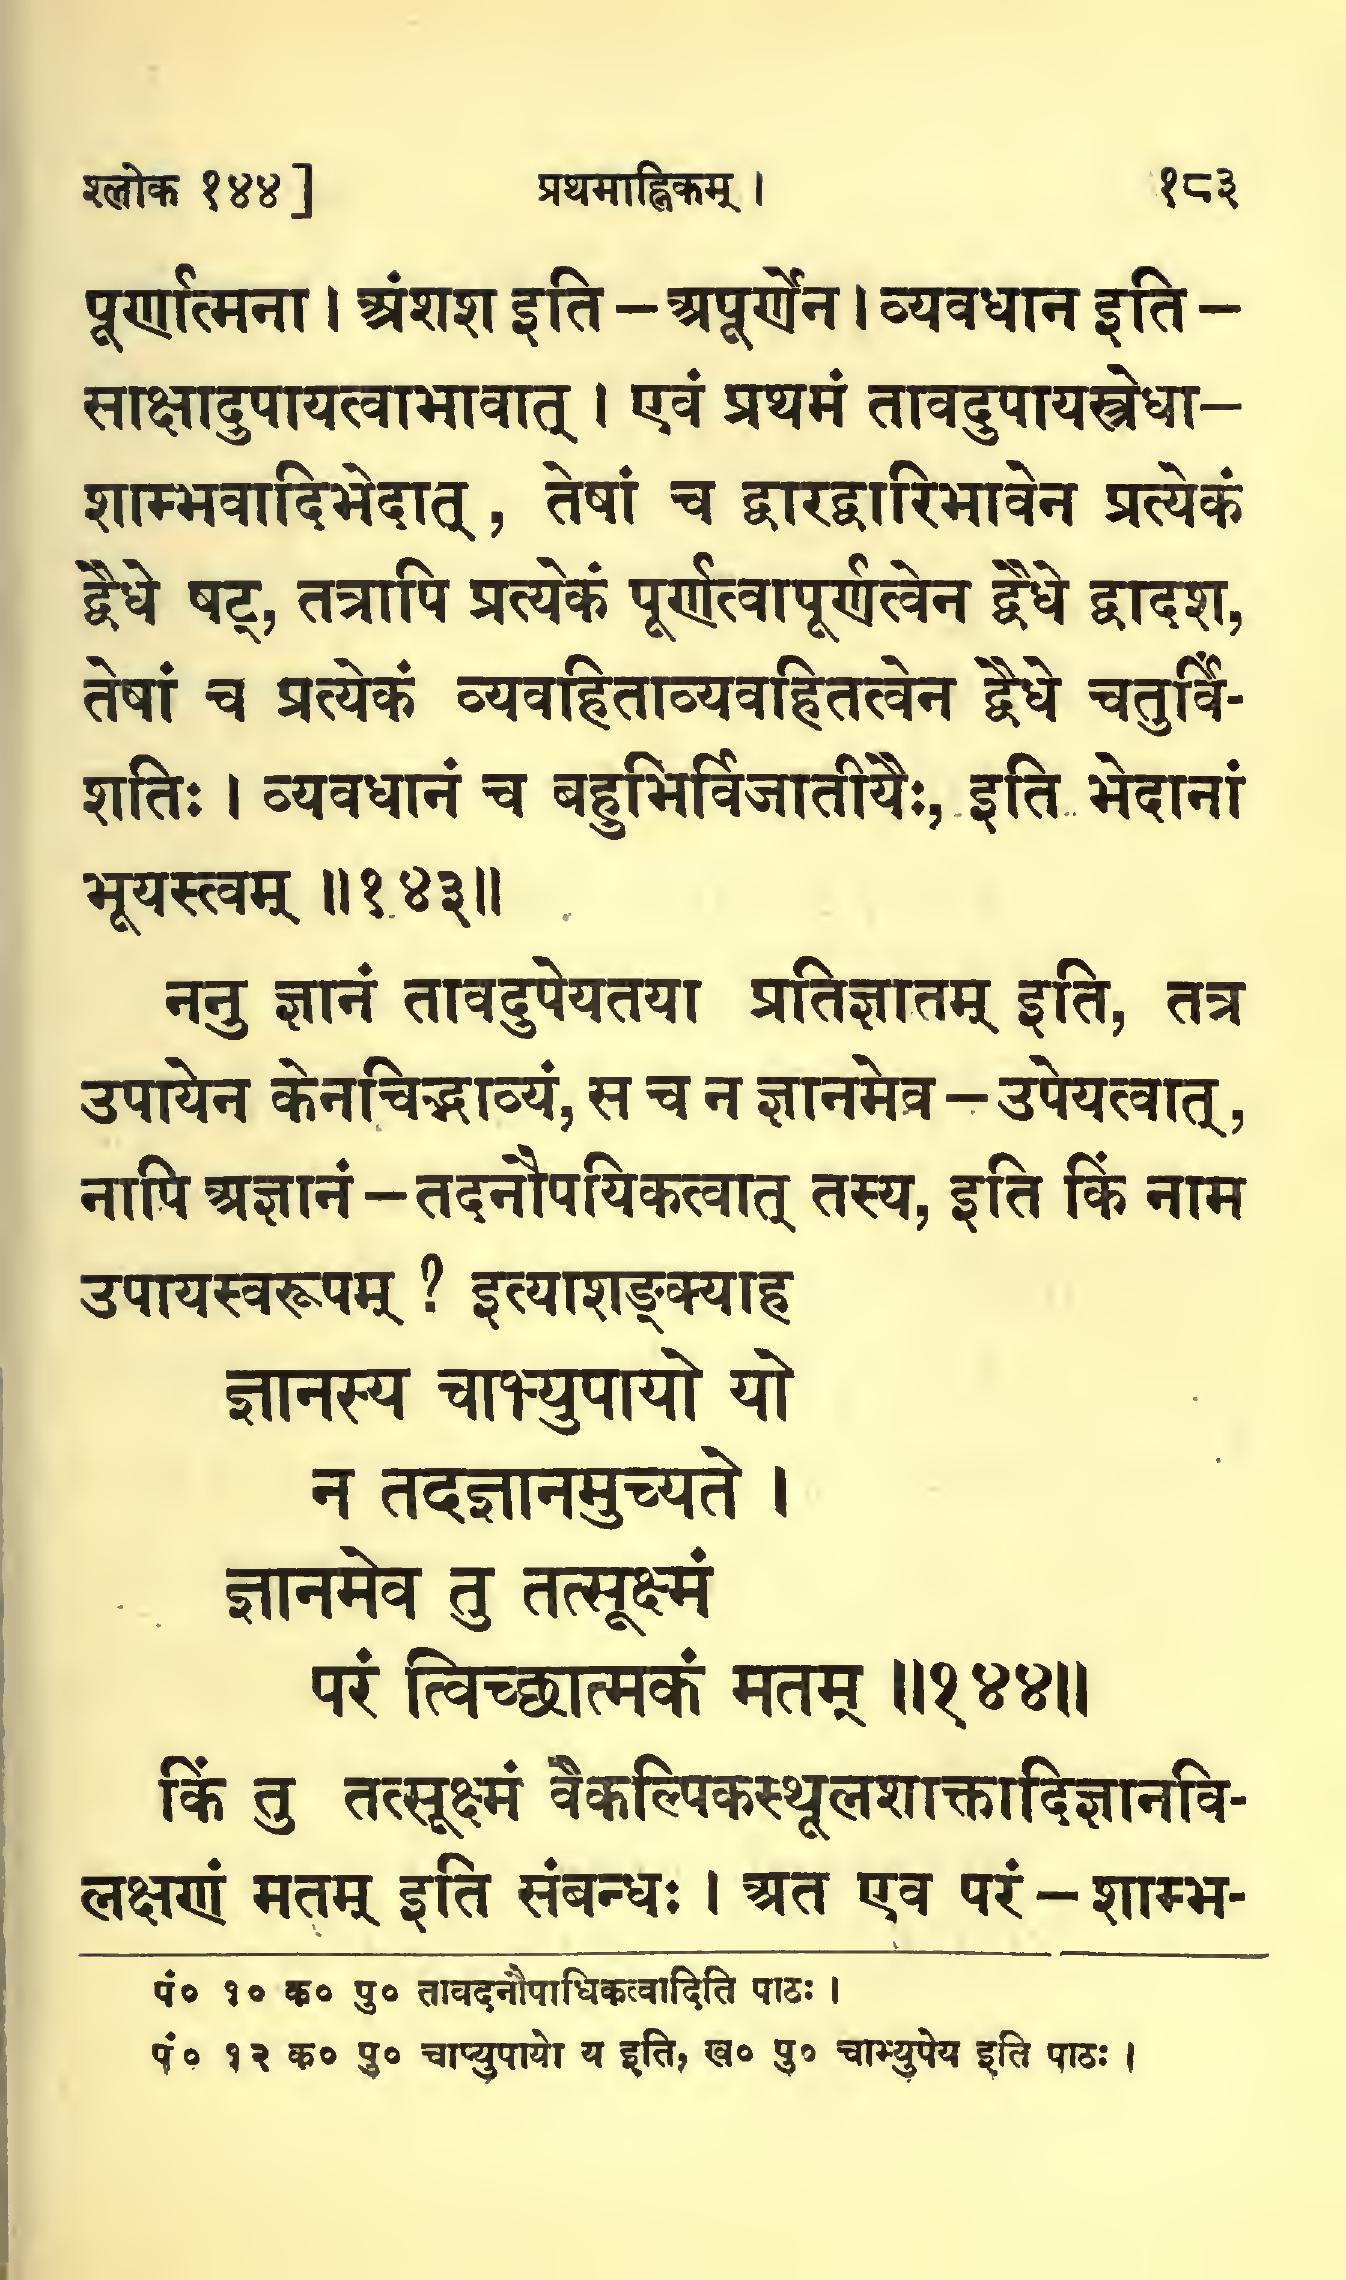 श्लोक १४४]	प्रथमाह्निकम् ।	१८३
पूर्णात्मना । अंशश इति – अपूर्णेन । व्यवधान इति –
साक्षादुपायत्वाभावात् । एवं प्रथमं तावदुपायस्त्रेधा –
शाम्भवादिभेदात् , तेषां च द्वारद्वारिभावेन प्रत्येकं
द्वैधे षट्, तत्रापि प्रत्येकं पूर्णत्वापूर्णत्वेन द्वैधे द्वादश,
तेषां च प्रत्येकं व्यवहिताव्यवहितत्वेन द्वैधे चतुर्विं-
शतिः । व्यवधानं च बहुभिर्विजातीयैः, इति भेदानां
भूयस्त्वम् ॥१४३॥
ननु ज्ञानं तावदुपेयतया प्रतिज्ञातम् इति, तत्र
उपायेन केनचिद्भाव्यं, स च न ज्ञानमेव – उपेयत्वात् ,
नापि अज्ञानं – तदनौपयिकत्वात् तस्य, इति किं नाम
उपायस्वरूपम् ? इत्याशङ्क्याह
ज्ञानस्य चाभ्युपायो यो
न तदज्ञानमुच्यते ।
ज्ञानमेव तु तत्सूक्ष्मं
परं त्विच्छात्मकं मतम् ॥१४४॥
किं तु तत्सूक्ष्मं वैकल्पिकस्थूलशाक्तादिज्ञानवि-
लक्षणं मतम् इति संबन्धः । अत एव परं – शाम्भ-
पं० १० क० पु० तावदनौपाधिकत्वादिति पाठः ।
पं० १२ क० पु० चाप्युपायो य इति, ख० पु० चाभ्युपेय इति पाठः ।